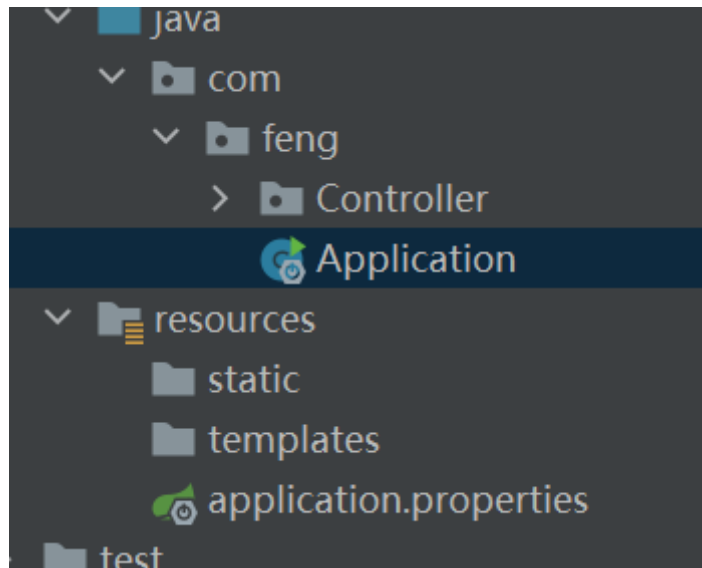 java
com
feng
Controller
Application
resources
static
templates
application.properties
test